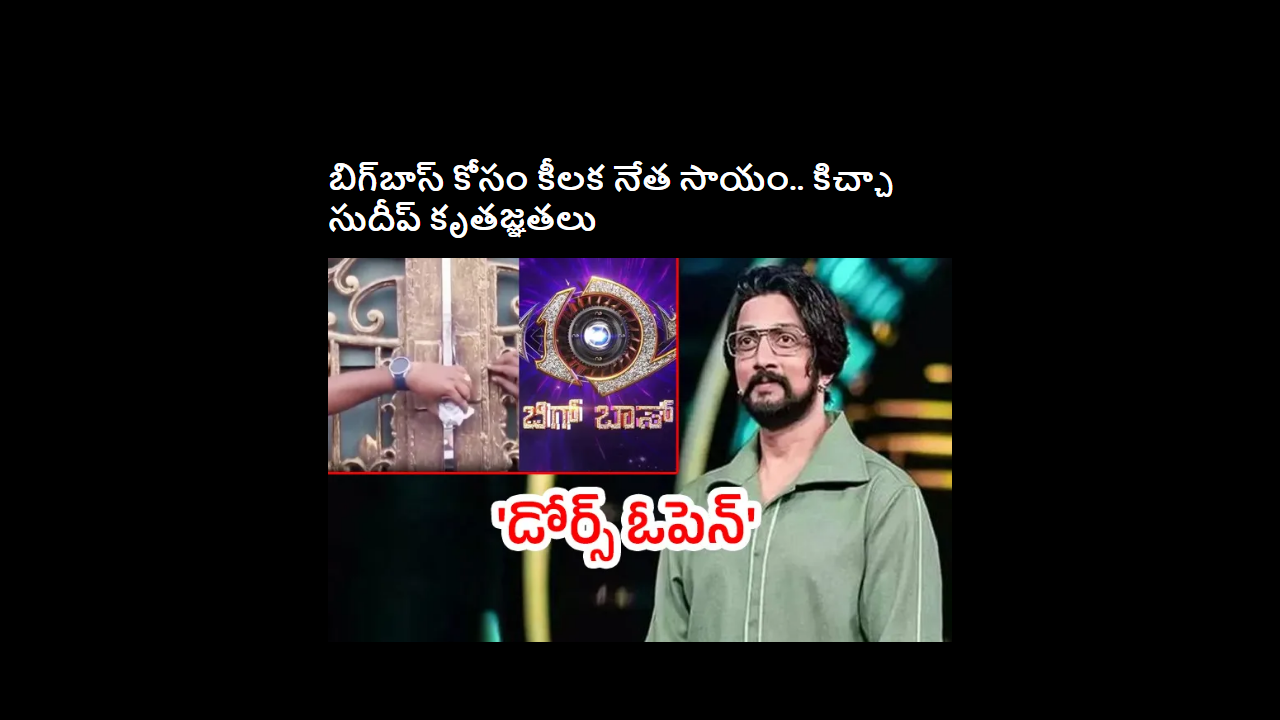 బిగ్‌బాస్ కోసం కీలక నేత సాయం.. కిచ్చా
సుదీప్ కృతజ్ఞతలు
ಬಿಗ್ ಬಾಸ್
'డోర్స్ ఓపెన్'